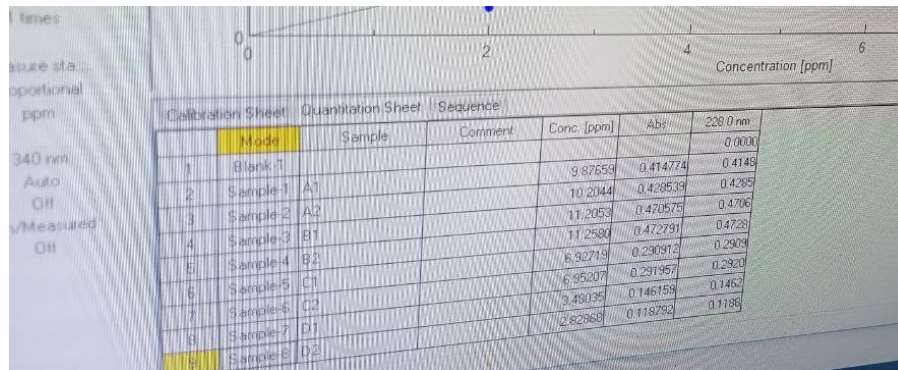 times
0
0
2
4
6
Concentration [ppm]
asure sta...
oportional
ppm
340 nm
Auto
Off
/Measured
Off
Calibration Sheet Quantitation Sheet Sequence
Mode Sample Comment Conc. [ppm] Abs 228.0 nm
1 Blank-1 0.0000
2 Sample-1 A1 9.87659 0.414774 0.4148
3 Sample-2 A2 10.2044 0.428539 0.4285
4 Sample-3 B1 11.2053 0.470575 0.4706
5 Sample-4 B2 11.2580 0.472791 0.4728
6 Sample-5 C1 6.92719 0.290912 0.2909
7 Sample-6 C2 6.95207 0.291957 0.2920
8 Sample-7 D1 3.48035 0.146159 0.1462
9 Sample-8 D2 2.82868 0.118792 0.1188